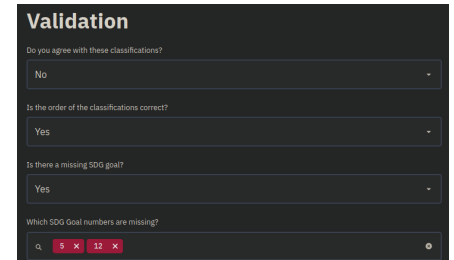 Validation
Do you agree with these classifications?
No
Is the order of the classifications correct?
Yes
Is there a missing SDG goal?
Yes
Which SDG Goal numbers are missing?
5 × 12 ×